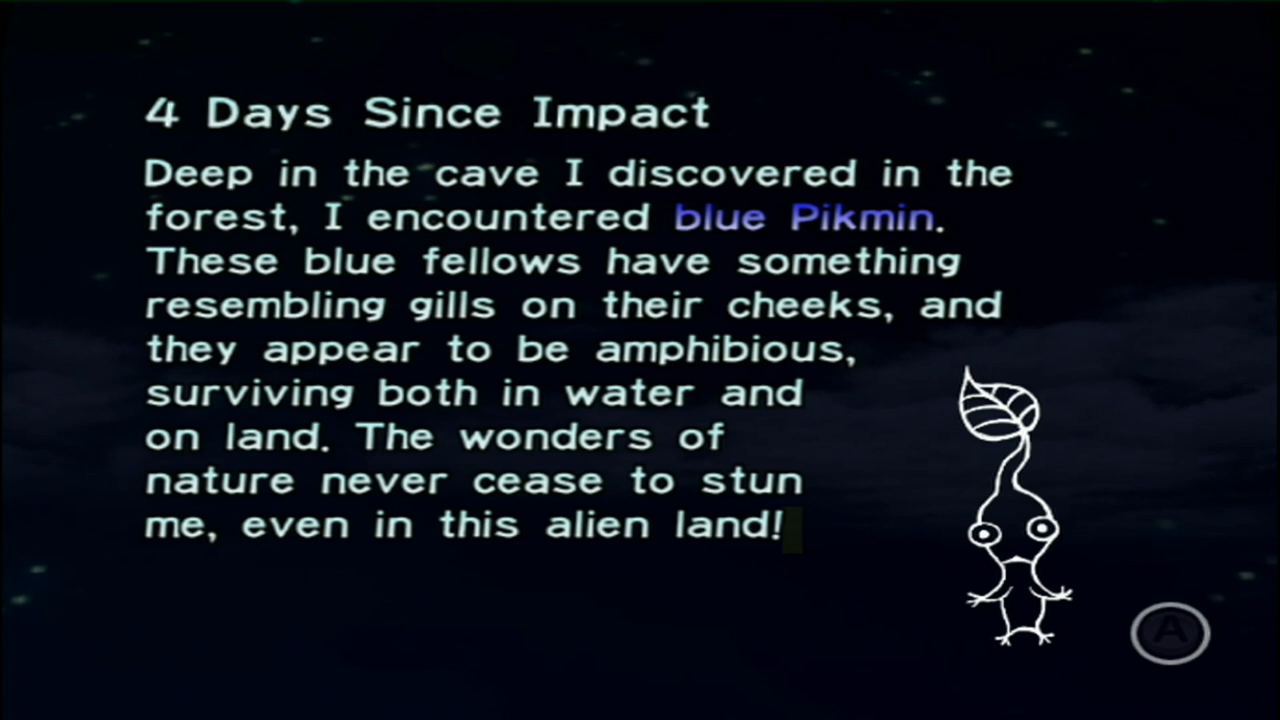 4 Days Since Impact
Deep in the cave I discovered in the
forest, I encountered blue Pikmin.
These blue fellows have something
resembling gills on their cheeks, and
they appear to be amphibious,
surviving both in water and
on land. The wonders of
nature never cease to stun
me, even in this alien land!
A